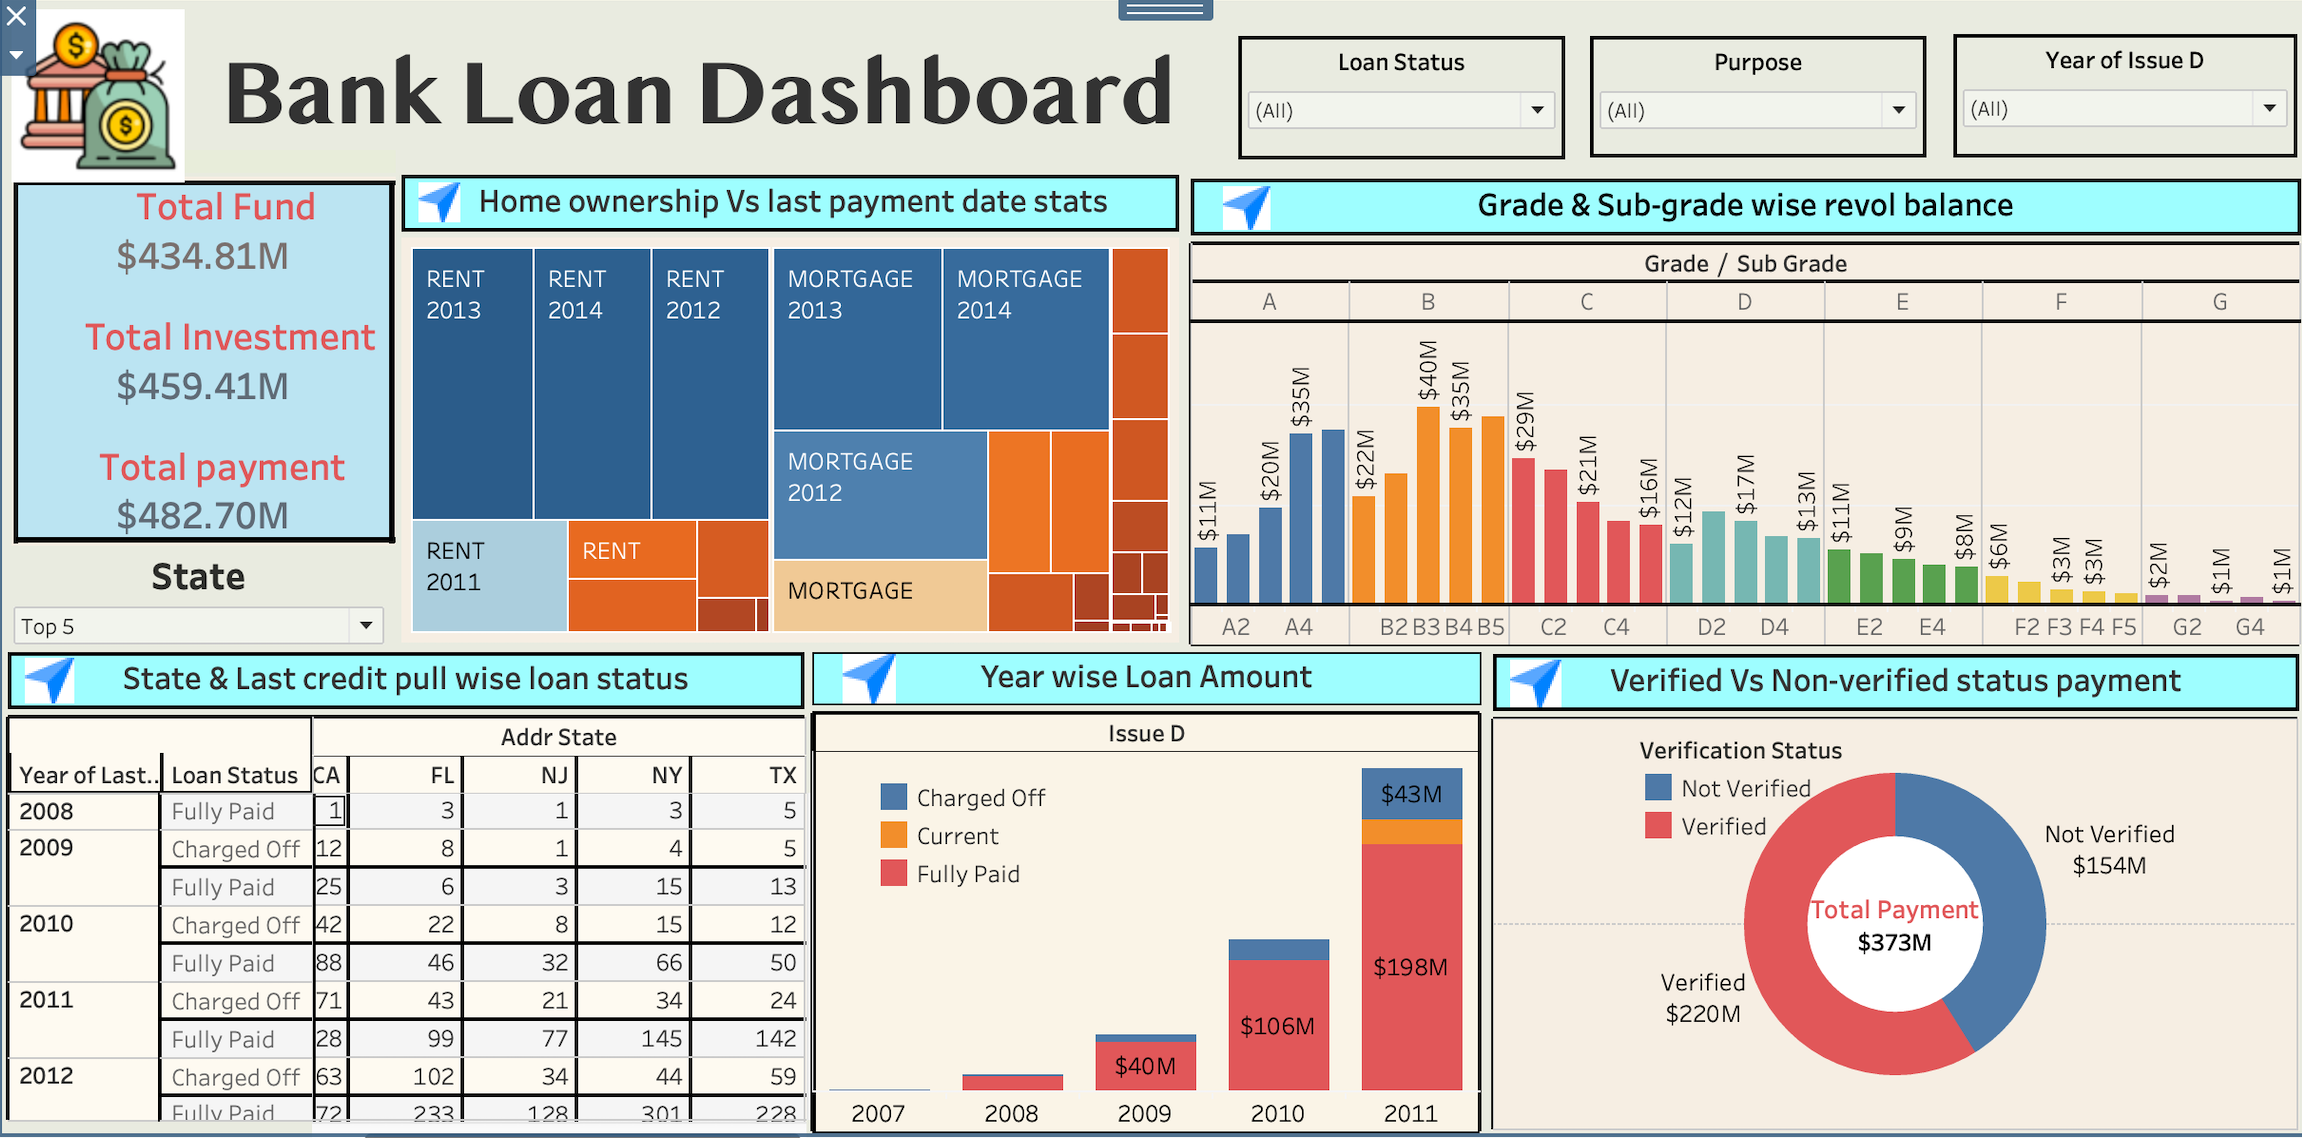 Bank Loan Dashboard
Loan Status
(All)
Purpose
(All)
Year of Issue D
(All)
Total Fund
$434.81M
Total Investment
$459.41M
Total payment
$482.70M
State
Top 5
Home ownership Vs last payment date stats
RENT
2013
RENT
2014
RENT
2012
MORTGAGE
2013
MORTGAGE
2014
MORTGAGE
2012
RENT
2011
RENT
MORTGAGE
Grade & Sub-grade wise revol balance
Grade / Sub Grade
A B C D E F G
$11M $20M $35M $22M $40M $35M $29M $21M $16M $12M $17M $13M $11M $9M $8M $6M $3M $3M $2M $1M $1M
A2 A4 B2 B3 B4 B5 C2 C4 D2 D4 E2 E4 F2 F3 F4 F5 G2 G4
State & Last credit pull wise loan status
Addr State
Year of Last.. Loan Status CA FL NJ NY TX
2008 Fully Paid 1 3 1 3 5
2009 Charged Off 12 8 1 4 5
Fully Paid 25 6 3 15 13
2010 Charged Off 42 22 8 15 12
Fully Paid 88 46 32 66 50
2011 Charged Off 71 43 21 34 24
Fully Paid 28 99 77 145 142
2012 Charged Off 63 102 34 44 59
Fully Paid 72 233 128 301 228
Year wise Loan Amount
Issue D
Charged Off
Current
Fully Paid
$43M
$198M
$106M
$40M
2007 2008 2009 2010 2011
Verified Vs Non-verified status payment
Verification Status
Not Verified
Verified
Not Verified
$154M
Total Payment
$373M
Verified
$220M